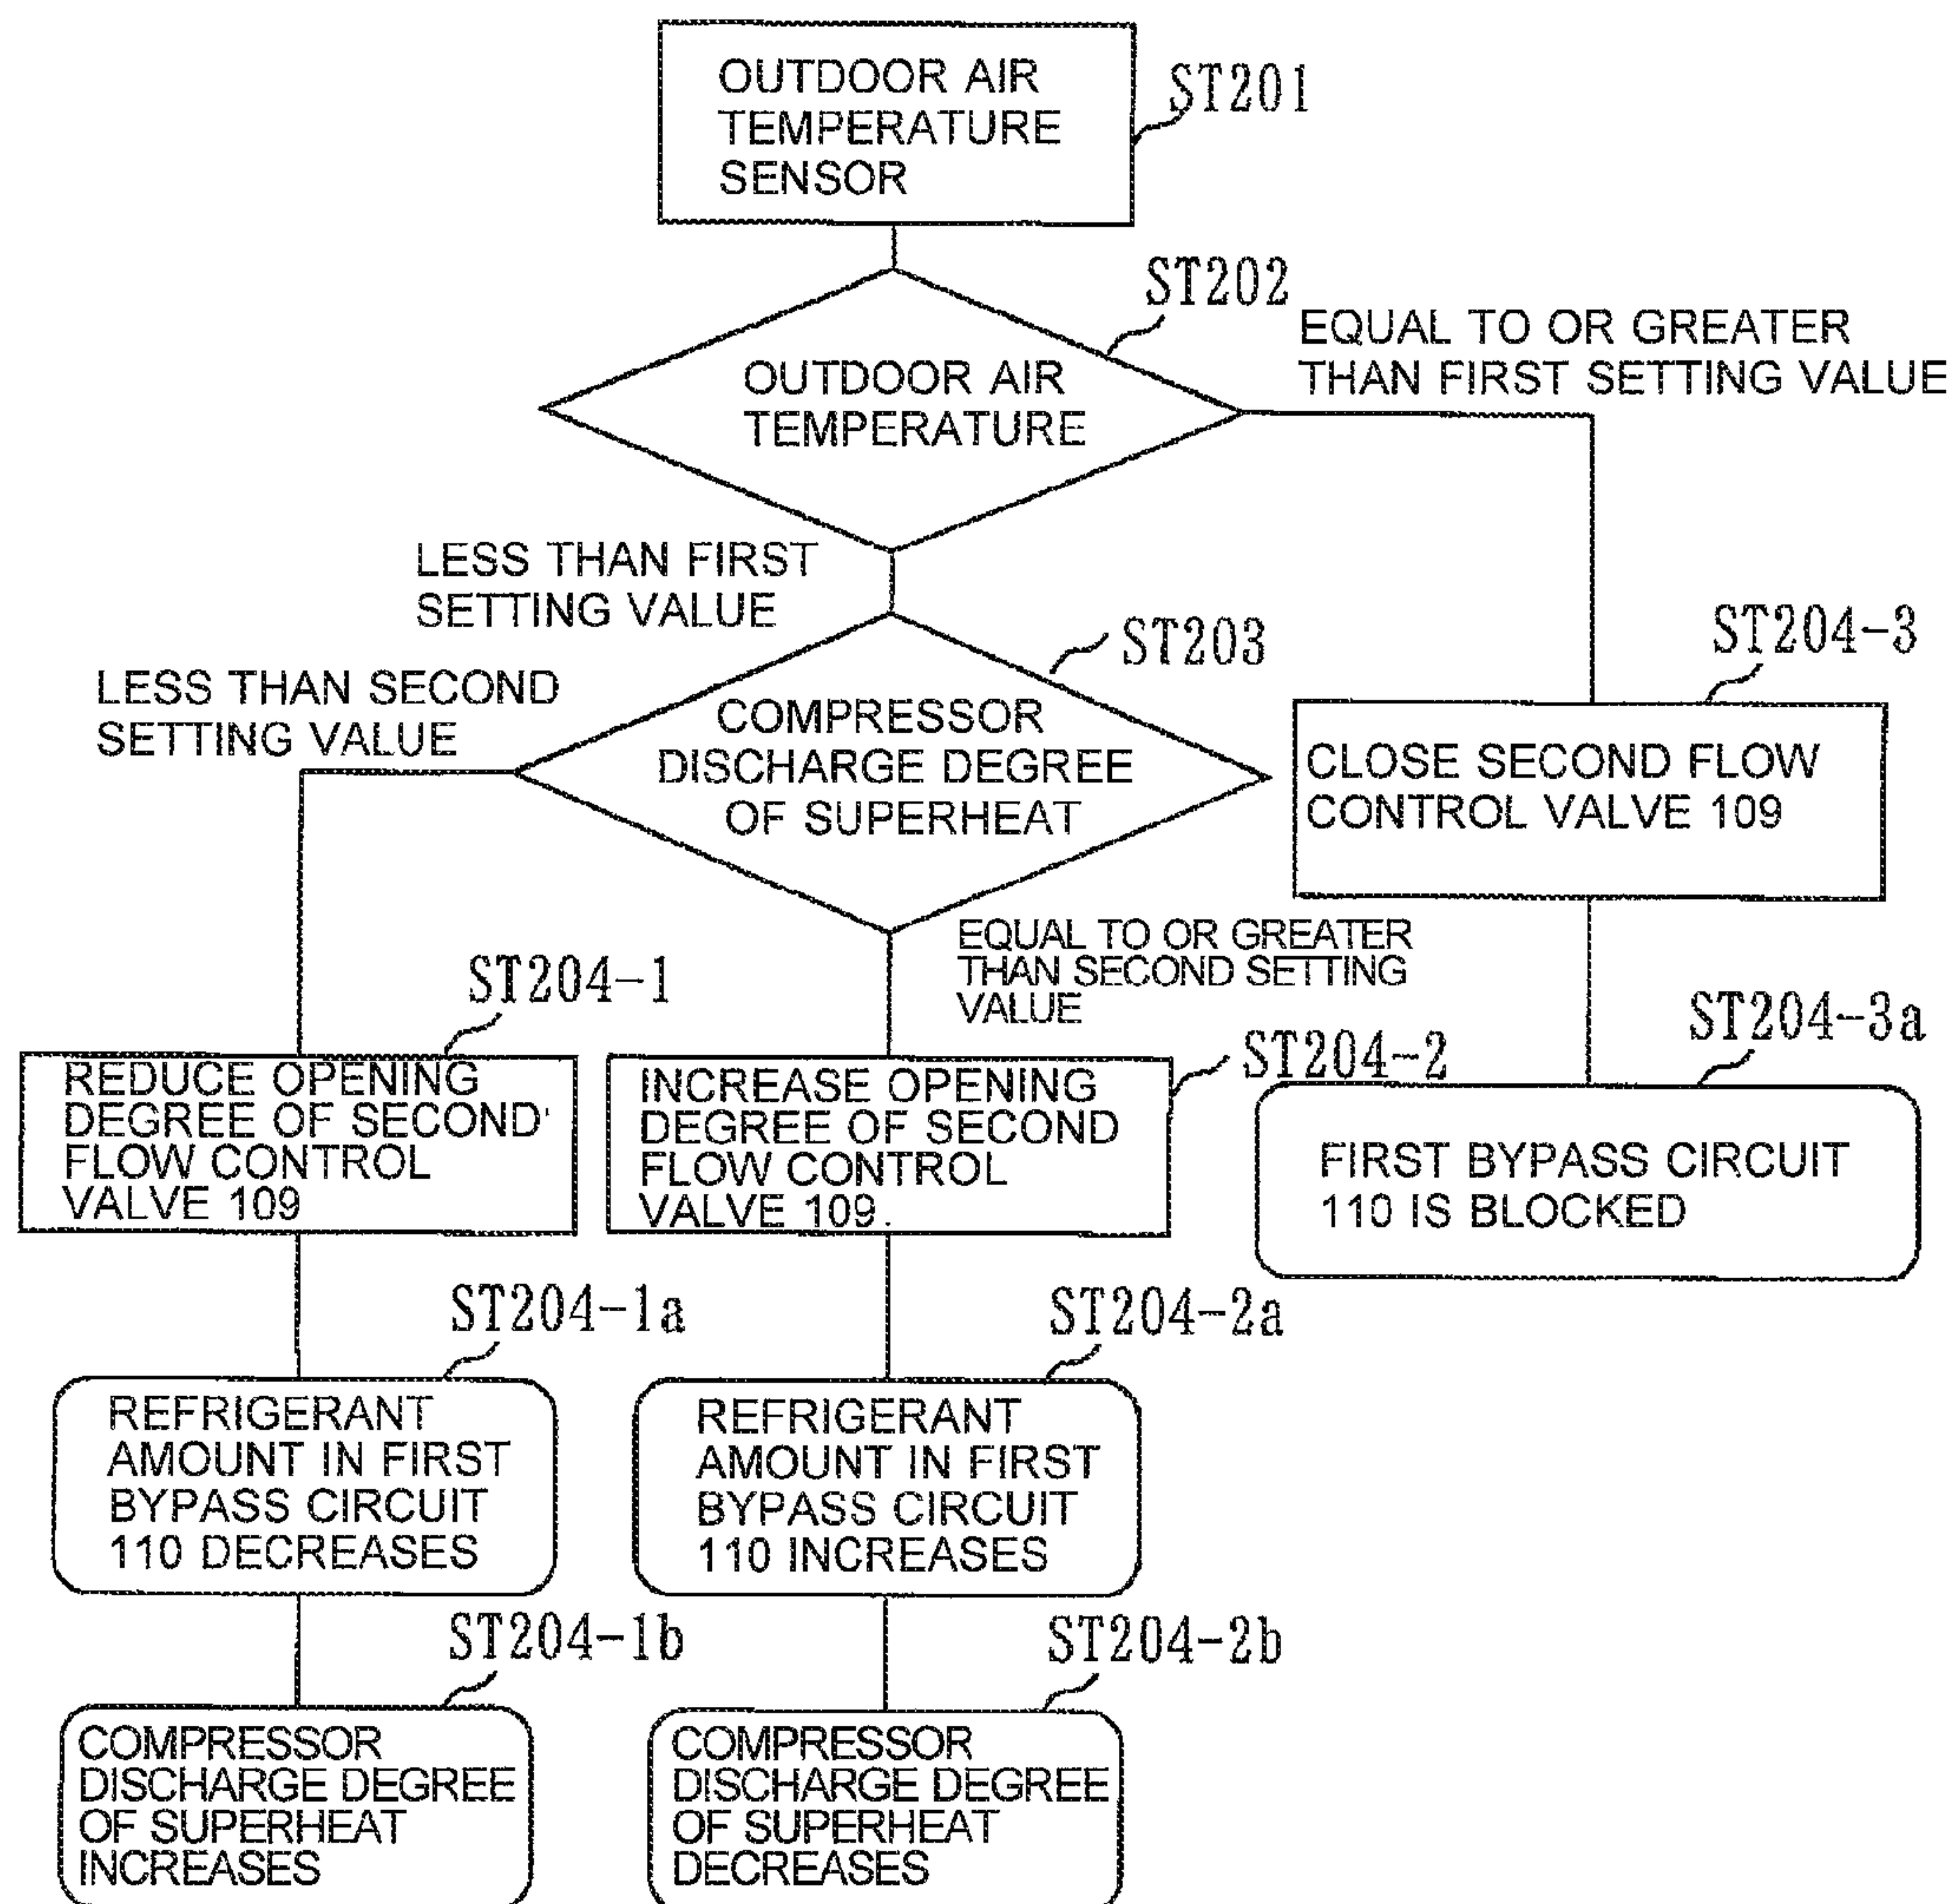 OUTDOOR AIR
TEMPERATURE
SENSOR
ST201
ST202
OUTDOOR AIR
TEMPERATURE
EQUAL TO OR GREATER
THAN FIRST SETTING VALUE
LESS THAN FIRST
SETTING VALUE
ST203
COMPRESSOR
DISCHARGE DEGREE
OF SUPERHEAT
LESS THAN SECOND
SETTING VALUE
ST204-3
CLOSE SECOND FLOW
CONTROL VALVE 109
EQUAL TO OR GREATER
THAN SECOND SETTING
VALUE
ST204-1
REDUCE OPENING
DEGREE OF SECOND
FLOW CONTROL
VALVE 109
ST204-2
INCREASE OPENING
DEGREE OF SECOND
FLOW CONTROL
VALVE 109.
ST204-3a
FIRST BYPASS CIRCUIT
110 IS BLOCKED
ST204-1a
REFRIGERANT
AMOUNT IN FIRST
BYPASS CIRCUIT
110 DECREASES
ST204-2a
REFRIGERANT
AMOUNT IN FIRST
BYPASS CIRCUIT
110 INCREASES
ST204-1b
COMPRESSOR
DISCHARGE DEGREE
OF SUPERHEAT
INCREASES
ST204-2b
COMPRESSOR
DISCHARGE DEGREE
OF SUPERHEAT
DECREASES